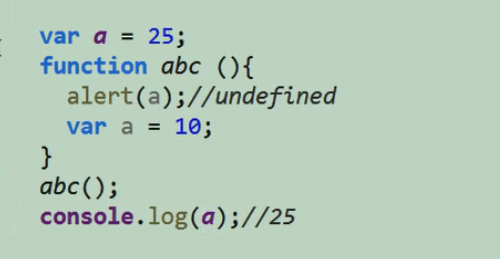 var a = 25;
function abc (){
alert(a);//undefined
var a = 10;
}
abc();
console.log(a);//25